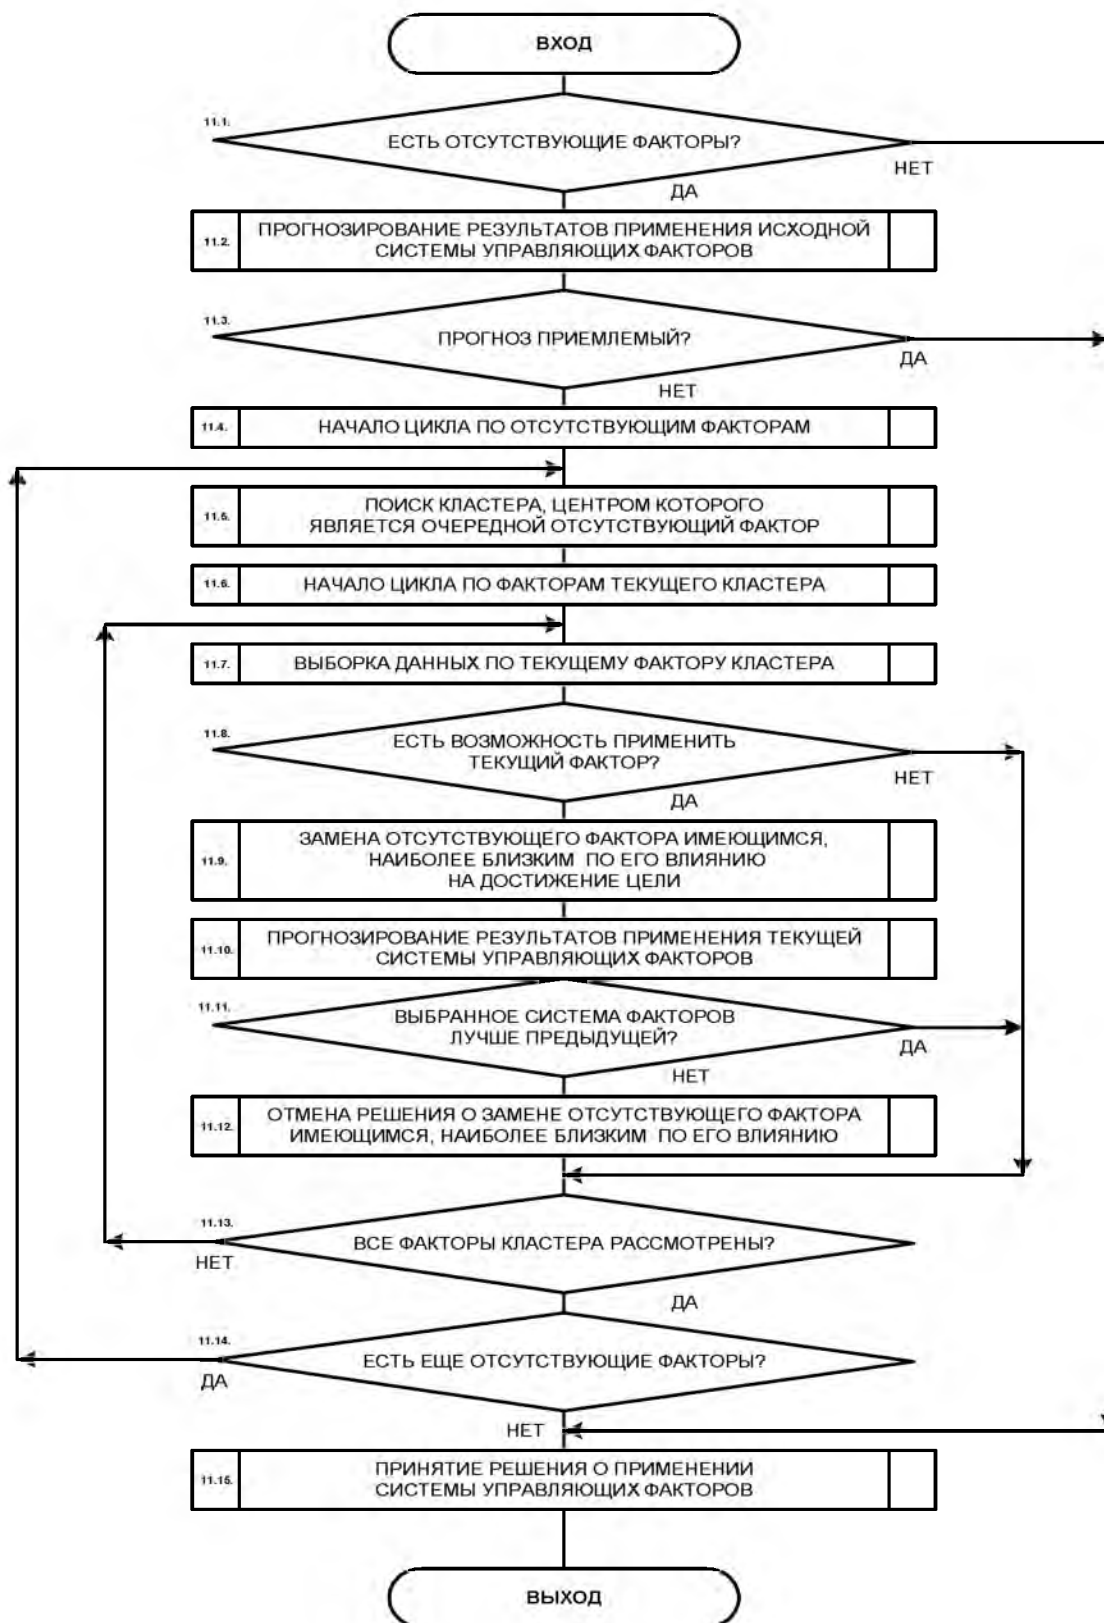 ВХОД
11.1.
ЕСТЬ ОТСУТСТВУЮЩИЕ ФАКТОРЫ?
НЕТ
ДА
11.2.
ПРОГНОЗИРОВАНИЕ РЕЗУЛЬТАТОВ ПРИМЕНЕНИЯ ИСХОДНОЙ
СИСТЕМЫ УПРАВЛЯЮЩИХ ФАКТОРОВ
11.3.
ПРОГНОЗ ПРИЕМЛЕМЫЙ?
ДА
НЕТ
11.4.
НАЧАЛО ЦИКЛА ПО ОТСУТСТВУЮЩИМ ФАКТОРАМ
11.5.
ПОИСК КЛАСТЕРА, ЦЕНТРОМ КОТОРОГО
ЯВЛЯЕТСЯ ОЧЕРЕДНОЙ ОТСУТСТВУЮЩИЙ ФАКТОР
11.6.
НАЧАЛО ЦИКЛА ПО ФАКТОРАМ ТЕКУЩЕГО КЛАСТЕРА
11.7.
ВЫБОРКА ДАННЫХ ПО ТЕКУЩЕМУ ФАКТОРУ КЛАСТЕРА
11.8.
ЕСТЬ ВОЗМОЖНОСТЬ ПРИМЕНИТЬ
ТЕКУЩИЙ ФАКТОР?
НЕТ
ДА
11.9.
ЗАМЕНА ОТСУТСТВУЮЩЕГО ФАКТОРА ИМЕЮЩИМСЯ,
НАИБОЛЕЕ БЛИЗКИМ ПО ЕГО ВЛИЯНИЮ
НА ДОСТИЖЕНИЕ ЦЕЛИ
11.10.
ПРОГНОЗИРОВАНИЕ РЕЗУЛЬТАТОВ ПРИМЕНЕНИЯ ТЕКУЩЕЙ
СИСТЕМЫ УПРАВЛЯЮЩИХ ФАКТОРОВ
11.11.
ВЫБРАННОЕ СИСТЕМА ФАКТОРОВ
ЛУЧШЕ ПРЕДЫДУЩЕЙ?
ДА
НЕТ
11.12.
ОТМЕНА РЕШЕНИЯ О ЗАМЕНЕ ОТСУТСТВУЮЩЕГО ФАКТОРА
ИМЕЮЩИМСЯ, НАИБОЛЕЕ БЛИЗКИМ ПО ЕГО ВЛИЯНИЮ
11.13.
ВСЕ ФАКТОРЫ КЛАСТЕРА РАССМОТРЕНЫ?
НЕТ
ДА
11.14.
ЕСТЬ ЕЩЕ ОТСУТСТВУЮЩИЕ ФАКТОРЫ?
ДА
НЕТ
11.15.
ПРИНЯТИЕ РЕШЕНИЯ О ПРИМЕНЕНИИ
СИСТЕМЫ УПРАВЛЯЮЩИХ ФАКТОРОВ
ВЫХОД